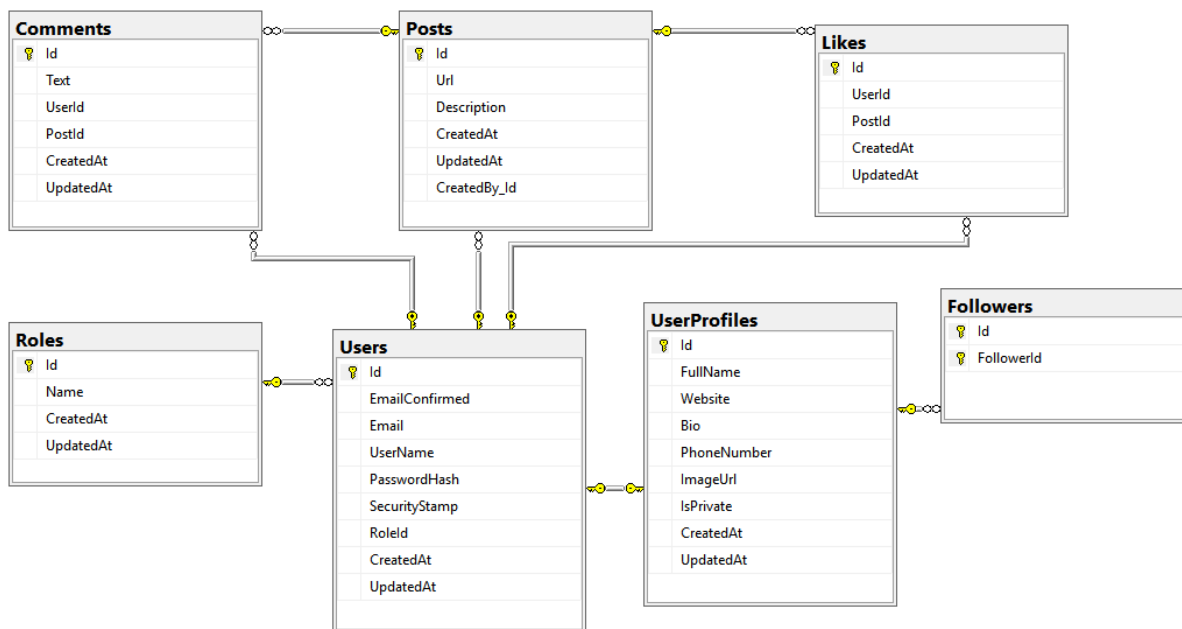 Comments
Id
Text
UserId
PostId
CreatedAt
UpdatedAt
Posts
Id
Url
Description
CreatedAt
UpdatedAt
CreatedBy_Id
Likes
Id
UserId
PostId
CreatedAt
UpdatedAt
Roles
Id
Name
CreatedAt
UpdatedAt
Users
Id
EmailConfirmed
Email
UserName
PasswordHash
SecurityStamp
RoleId
CreatedAt
UpdatedAt
UserProfiles
Id
FullName
Website
Bio
PhoneNumber
ImageUrl
IsPrivate
CreatedAt
UpdatedAt
Followers
Id
FollowerId